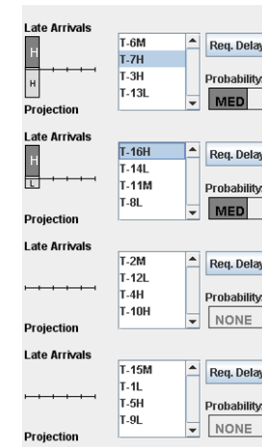 Late Arrivals
H
H
Projection
T-6M
T-7H
T-3H
T-13L
Req. Delay
Probability:
MED
Late Arrivals
H
L
Projection
T-16H
T-14L
T-11M
T-8L
Req. Delay
Probability:
MED
Late Arrivals
Projection
T-2M
T-12L
T-4H
T-10H
Req. Delay
Probability:
NONE
Late Arrivals
Projection
T-15M
T-1L
T-5H
T-9L
Req. Delay
Probability:
NONE